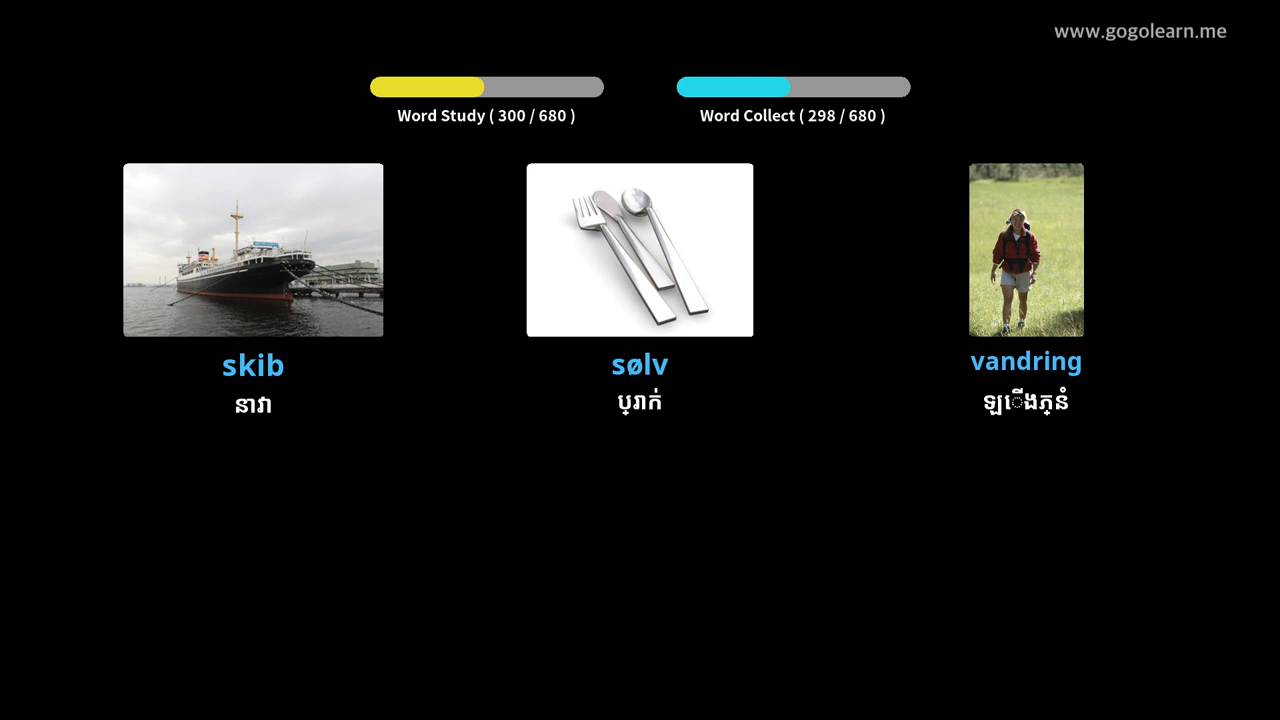 www.gogolearn.me
Word Study ( 300 / 680 )
Word Collect ( 298 / 680 )
skib
sølv
vandring
នាវា
ប្រាក់
ឡើងភ្នំ